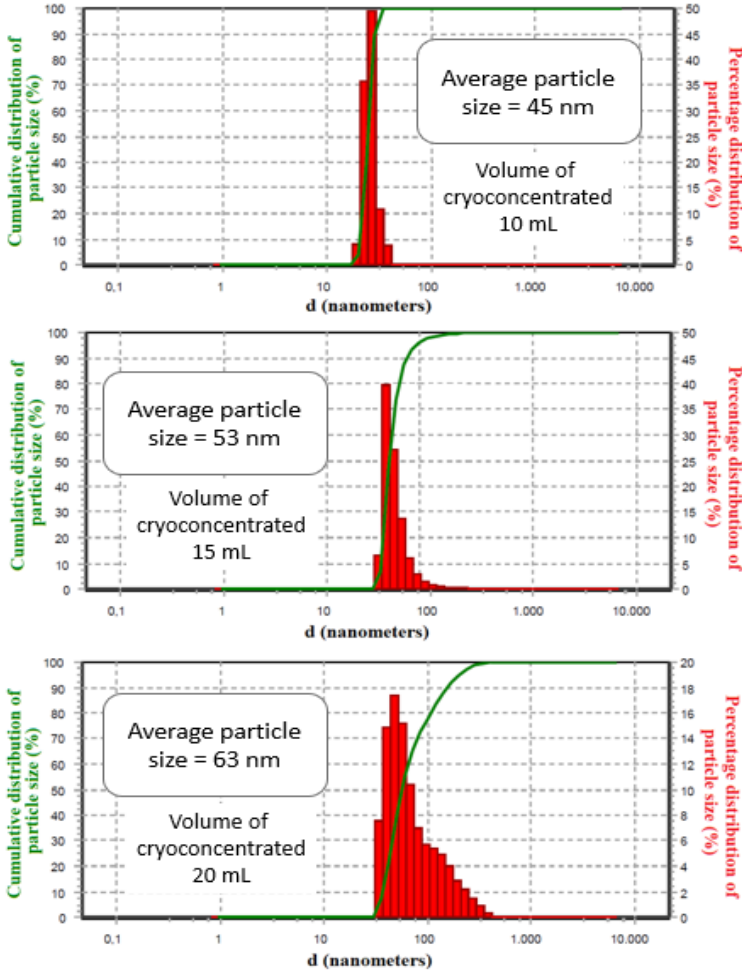 Cumulative distribution of
particle size (%)
100
90
80
70
60
50
40
30
20
10
0
Average particle
size = 45 nm
Volume of
cryoconcentrated
10 mL
50
45
40
35
30
25
20
15
10
5
0
Percentage distribution of
particle size (%)
0,1 1 10 100 1.000 10.000
d (nanometers)
Cumulative distribution of
particle size (%)
100
90
80
70
60
50
40
30
20
10
0
Average particle
size = 53 nm
Volume of
cryoconcentrated
15 mL
50
45
40
35
30
25
20
15
10
5
0
Percentage distribution of
particle size (%)
0,1 1 10 100 1.000 10.000
d (nanometers)
Cumulative distribution of
particle size (%)
100
90
80
70
60
50
40
30
20
10
0
Average particle
size = 63 nm
Volume of
cryoconcentrated
20 mL
20
18
16
14
12
10
8
6
4
2
0
Percentage distribution of
particle size (%)
0,1 1 10 100 1.000 10.000
d (nanometers)